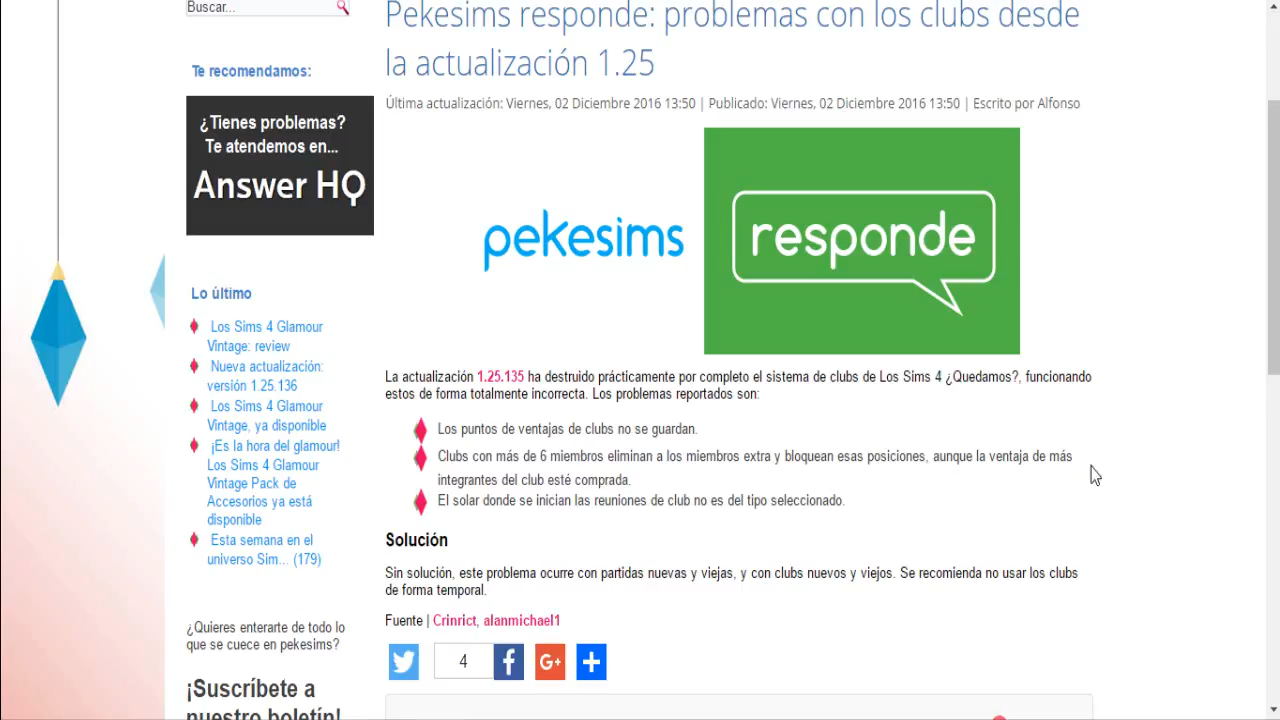 Buscar...
Te recomendamos:
¿Tienes problemas?
Te atendemos en...
Answer HQ
Lo último
Los Sims 4 Glamour
Vintage: review
Nueva actualización:
versión 1.25.136
Los Sims 4 Glamour
Vintage, ya disponible
¡Es la hora del glamour!
Los Sims 4 Glamour
Vintage Pack de
Accesorios ya está
disponible
Esta semana en el
universo Sim... (179)
¿Quieres enterarte de todo lo
que se cuece en pekesims?
¡Suscríbete a
nuestro boletín!
Pekesims responde: problemas con los clubs desde
la actualización 1.25
Última actualización: Viernes, 02 Diciembre 2016 13:50 | Publicado: Viernes, 02 Diciembre 2016 13:50 | Escrito por Alfonso
pekesims responde
La actualización 1.25.135 ha destruido prácticamente por completo el sistema de clubs de Los Sims 4 ¿Quedamos?, funcionando
estos de forma totalmente incorrecta. Los problemas reportados son:
Los puntos de ventajas de clubs no se guardan.
Clubs con más de 6 miembros eliminan a los miembros extra y bloquean esas posiciones, aunque la ventaja de más
integrantes del club esté comprada.
El solar donde se inician las reuniones de club no es del tipo seleccionado.
Solución
Sin solución, este problema ocurre con partidas nuevas y viejas, y con clubs nuevos y viejos. Se recomienda no usar los clubs
de forma temporal.
Fuente | Crinrict, alanmichael1
4
G+